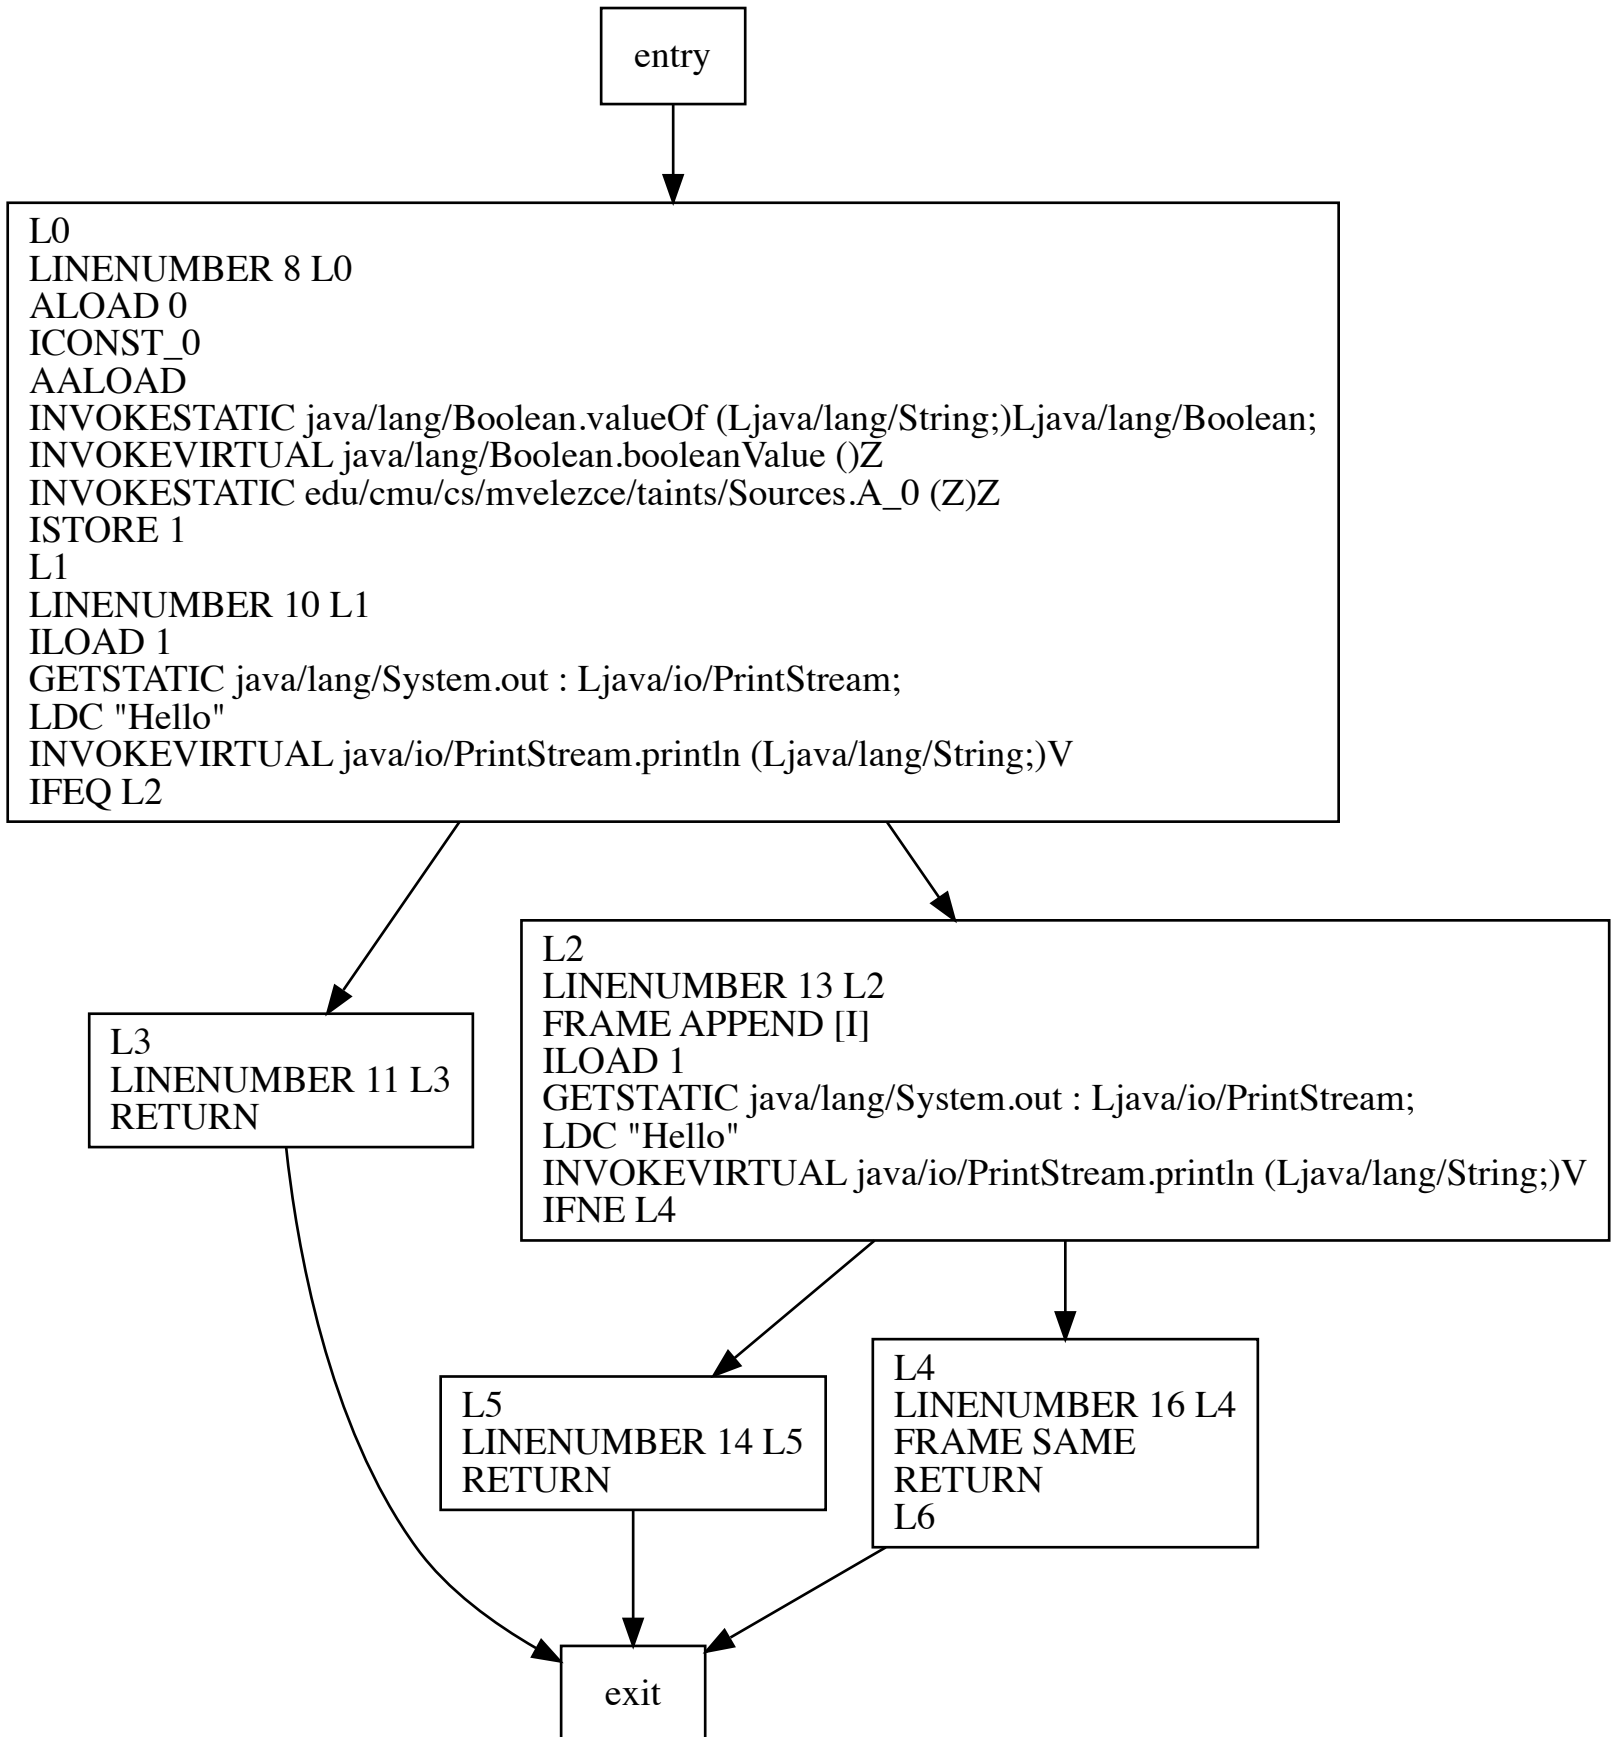 entry
L0
LINENUMBER 8 L0
ALOAD 0
ICONST_0
AALOAD
INVOKESTATIC java/lang/Boolean.valueOf (Ljava/lang/String;)Ljava/lang/Boolean;
INVOKEVIRTUAL java/lang/Boolean.booleanValue ()Z
INVOKESTATIC edu/cmu/cs/mvelezce/taints/Sources.A_0 (Z)Z
ISTORE 1
L1
LINENUMBER 10 L1
ILOAD 1
GETSTATIC java/lang/System.out : Ljava/io/PrintStream;
LDC "Hello"
INVOKEVIRTUAL java/io/PrintStream.println (Ljava/lang/String;)V
IFEQ L2
L3
LINENUMBER 11 L3
RETURN
L2
LINENUMBER 13 L2
FRAME APPEND [I]
ILOAD 1
GETSTATIC java/lang/System.out : Ljava/io/PrintStream;
LDC "Hello"
INVOKEVIRTUAL java/io/PrintStream.println (Ljava/lang/String;)V
IFNE L4
L5
LINENUMBER 14 L5
RETURN
L4
LINENUMBER 16 L4
FRAME SAME
RETURN
L6
exit